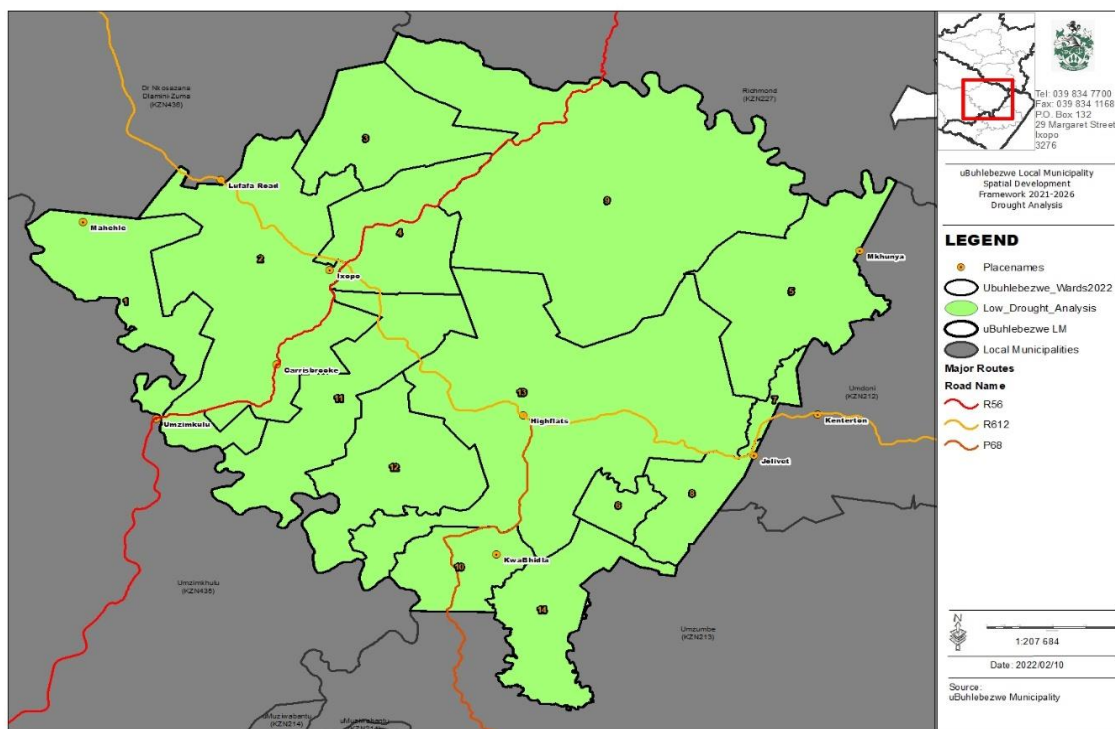 Dr Nkosazana
Dlamini Zuma
(KZN436)
Richmond
(KZN227)
3
Lufafa Road
Mahehle
9
4
Mkhunya
2
Ixopo
5
1
Carrisbrooke
Umdoni
(KZN212)
7
11
13
Umzimkulu
Highflats
Kenterton
Jolivet
12
6
8
KwaBhidla
10
Umzimkhulu
(KZN435)
14
Umzumbe
(KZN213)
uMuziwabantu
(KZN214)
uMuziwabantu
Tel: 039 834 7700
Fax: 039 834 1168
P.O. Box 132
29 Margaret Street
Ixopo
3276
uBuhlebezwe Local Municipality
Spatial Development
Framework 2021-2026
Drought Analysis
LEGEND
Placenames
Ubuhlebezwe_Wards2022
Low_Drought_Analysis
uBuhlebezwe LM
Local Municipalities
Major Routes
Road Name
R56
R612
P68
N
1:207 684
Date: 2022/02/10
Source:
uBuhlebezwe Municipality